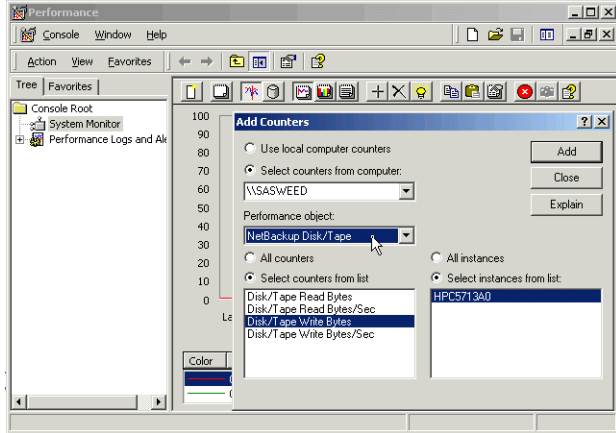 Performance
Console Window Help
Action View Favorites
Tree Favorites
Console Root
System Monitor
Performance Logs and Ale
100
90
80
70
60
50
40
30
20
10
0
La
Color
Add Counters
Use local computer counters
Select counters from computer:
\\SASWEED
Performance object:
NetBackup Disk/Tape
All counters
Select counters from list
Disk/Tape Read Bytes
Disk/Tape Read Bytes/Sec
Disk/Tape Write Bytes
Disk/Tape Write Bytes/Sec
All instances
Select instances from list:
HPC5713A0
Add
Close
Explain